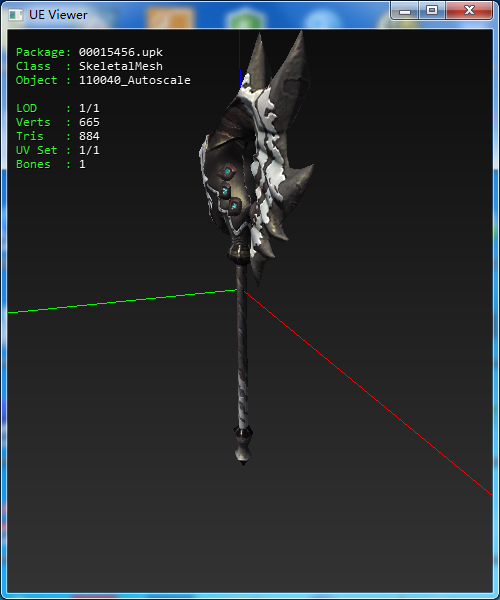 UE Viewer
Package: 00015456.upk
Class : SkeletalMesh
Object : 110040_Autoscale
LOD : 1/1
Verts : 665
Tris : 884
UV Set : 1/1
Bones : 1